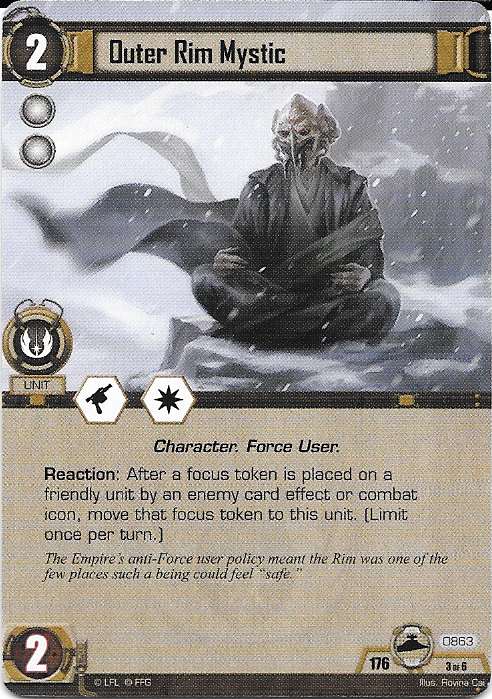 2
Outer Rim Mystic
UNIT
Character. Force User.
Reaction: After a focus token is placed on a
friendly unit by an enemy card effect or combat
icon, move that focus token to this unit. (Limit
once per turn.)
The Empire's anti-Force user policy meant the Rim was one of the
few places such a being could feel "safe."
2
176
0863
3 OF 6
© LFL © FFG
Illus. Rovina Cai